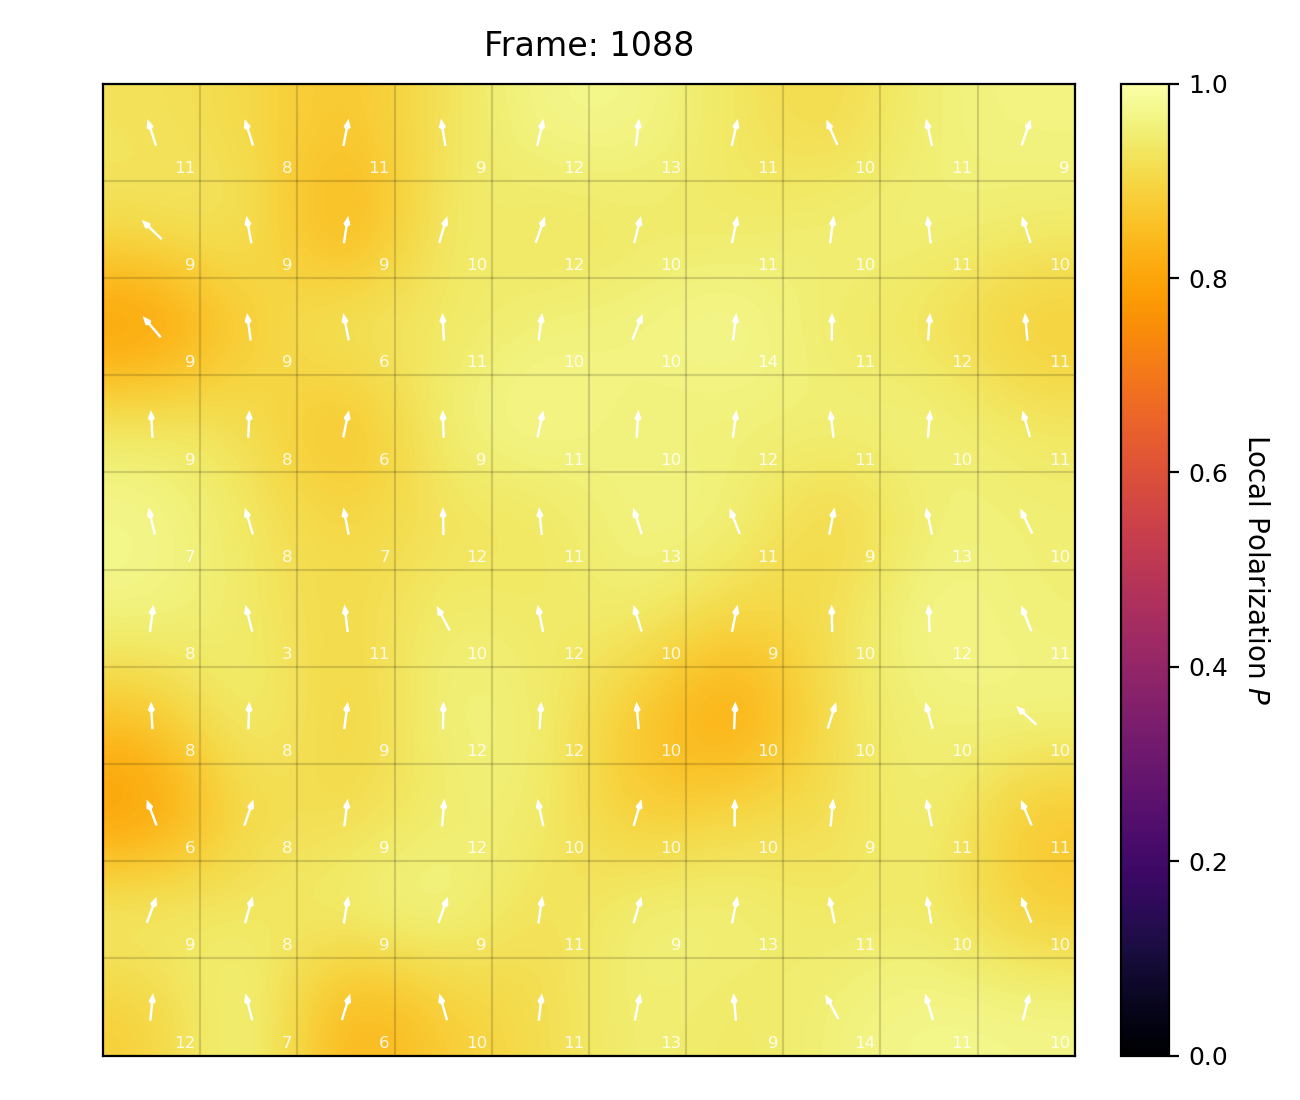 Frame: 1088
11 8 11 9 12 13 11 10 11 9
9 9 9 10 12 10 11 10 11 10
9 9 6 11 10 10 14 11 12 11
9 8 6 9 11 10 12 11 10 11
7 8 7 12 11 13 11 9 13 10
8 3 11 10 12 10 9 10 12 11
8 8 9 12 12 10 10 10 10 10
6 8 9 12 10 10 10 9 11 11
9 8 9 9 11 9 13 11 10 10
12 7 6 10 11 13 9 14 11 10
1.0
0.8
0.6
0.4
0.2
0.0
Local Polarization P